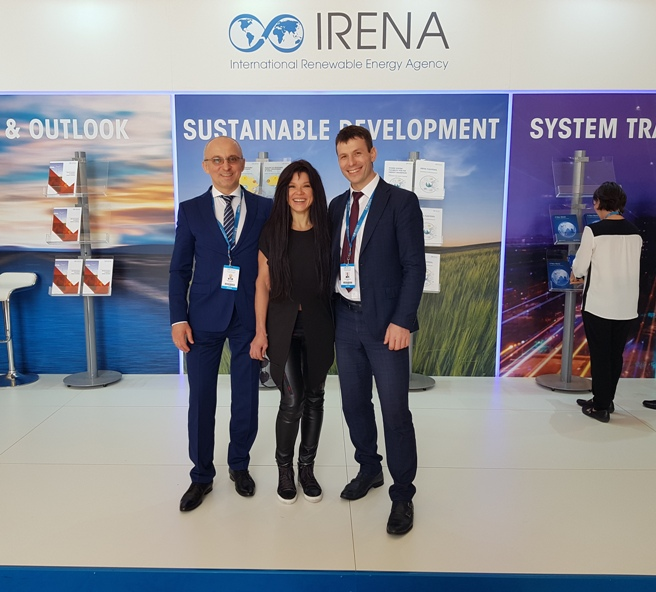 IRENA
International Renewable Energy Agency
& OUTLOOK
SUSTAINABLE DEVELOPMENT
SYSTEM TRA